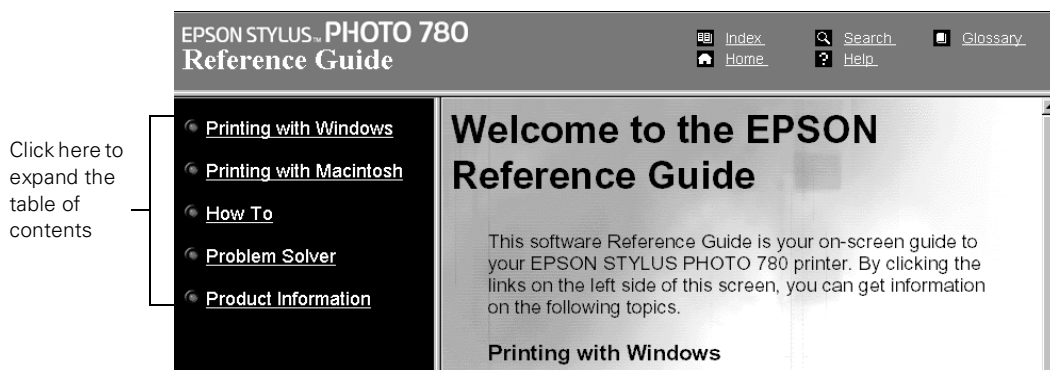 EPSON STYLUS™ PHOTO 780
Reference Guide
Index
Search
Glossary
Home
Help
Click here to
expand the
table of
contents
Printing with Windows
Printing with Macintosh
How To
Problem Solver
Product Information
Welcome to the EPSON
Reference Guide
This software Reference Guide is your on-screen guide to
your EPSON STYLUS PHOTO 780 printer. By clicking the
links on the left side of this screen, you can get information
on the following topics.
Printing with Windows